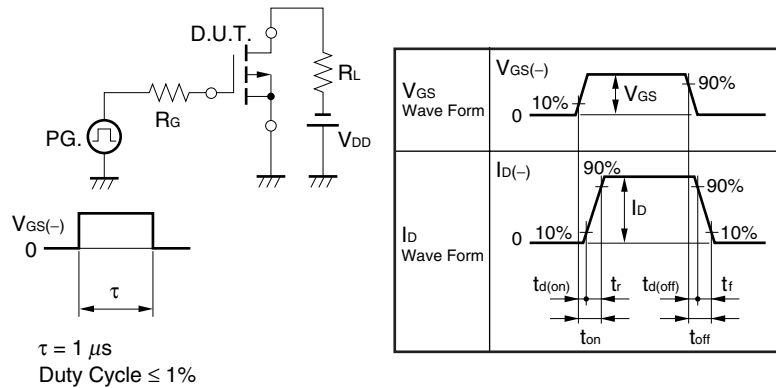 D.U.T.
RL
RG
PG.
VDD
VGS(−)
0
τ
τ = 1 μs
Duty Cycle ≤ 1%
VGS
Wave Form
VGS(−)
10%
0
VGS
90%
ID
Wave Form
ID(−)
90%
90%
ID
10%
0
10%
td(on)
tr
td(off)
tf
ton
toff